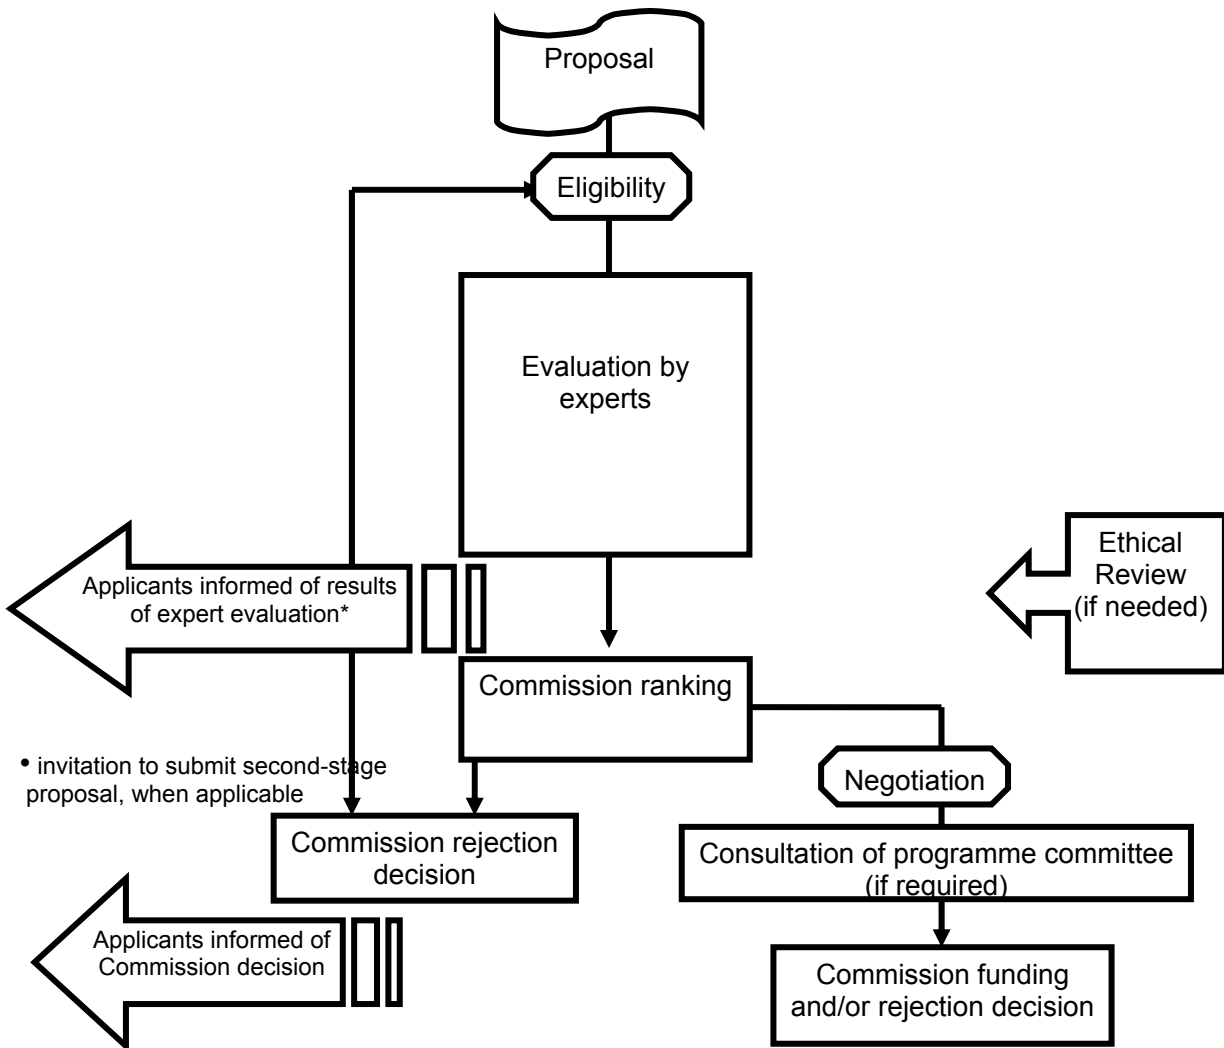 Proposal
Eligibility
Evaluation by
experts
Applicants informed of results
of expert evaluation*
Ethical
Review
(if needed)
Commission ranking
• invitation to submit second-stage
proposal, when applicable
Negotiation
Commission rejection
decision
Consultation of programme committee
(if required)
Applicants informed of
Commission decision
Commission funding
and/or rejection decision